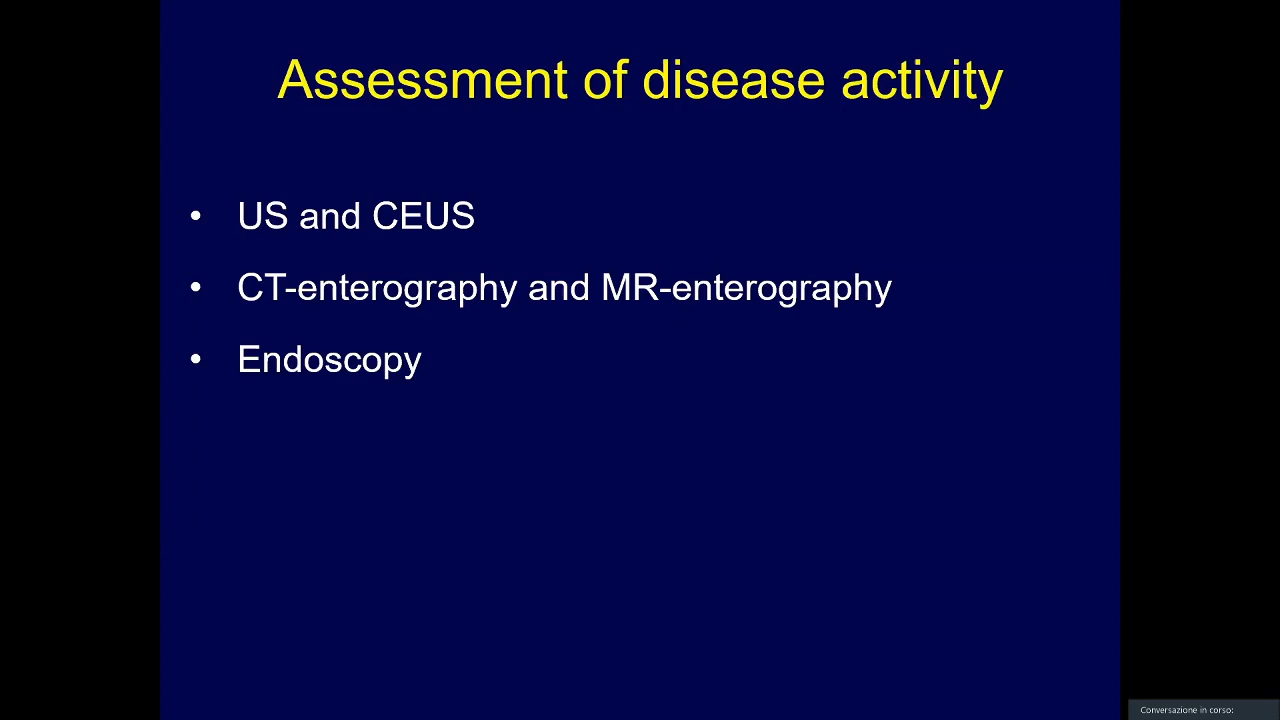 Assessment of disease activity
• US and CEUS
• CT-enterography and MR-enterography
• Endoscopy
Conversazione in corso: